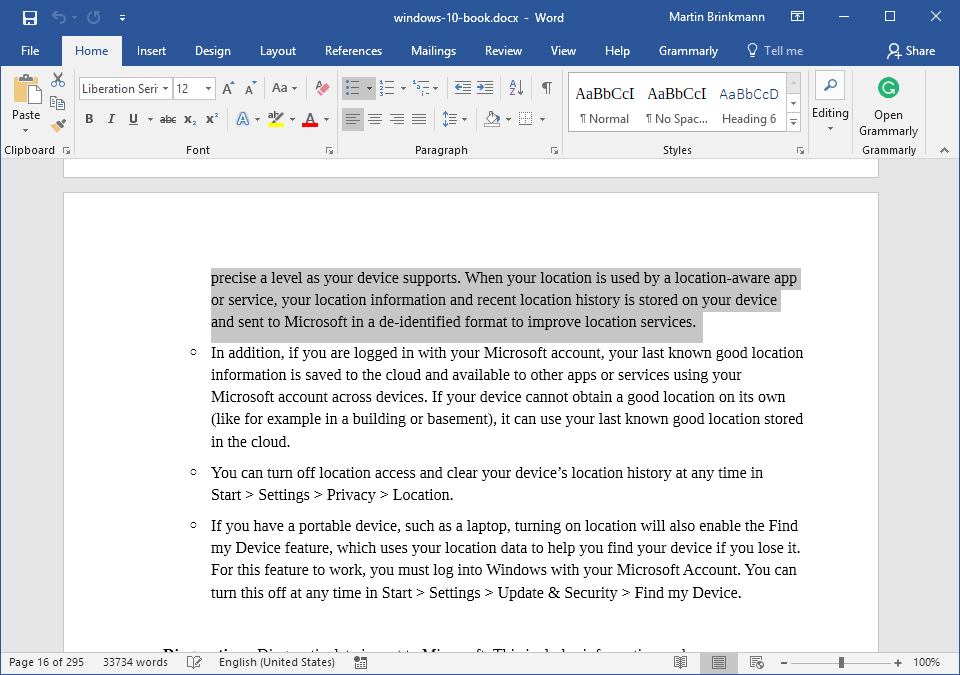 windows-10-book.docx - Word
Martin Brinkmann
File Home Insert Design Layout References Mailings Review View Help Grammarly Tell me Share
Paste
Liberation Seri 12
Aa
B I U abc x₂ x²
A ab A
AaBbCcI AaBbCcI AaBbCcD
¶ Normal ¶ No Spac... Heading 6
Editing
Open
Grammarly
Clipboard Font Paragraph Styles Grammarly
precise a level as your device supports. When your location is used by a location-aware app
or service, your location information and recent location history is stored on your device
and sent to Microsoft in a de-identified format to improve location services.
In addition, if you are logged in with your Microsoft account, your last known good location
information is saved to the cloud and available to other apps or services using your
Microsoft account across devices. If your device cannot obtain a good location on its own
(like for example in a building or basement), it can use your last known good location stored
in the cloud.
You can turn off location access and clear your device’s location history at any time in
Start > Settings > Privacy > Location.
If you have a portable device, such as a laptop, turning on location will also enable the Find
my Device feature, which uses your location data to help you find your device if you lose it.
For this feature to work, you must log into Windows with your Microsoft Account. You can
turn this off at any time in Start > Settings > Update & Security > Find my Device.
Page 16 of 295 33734 words English (United States) 100%